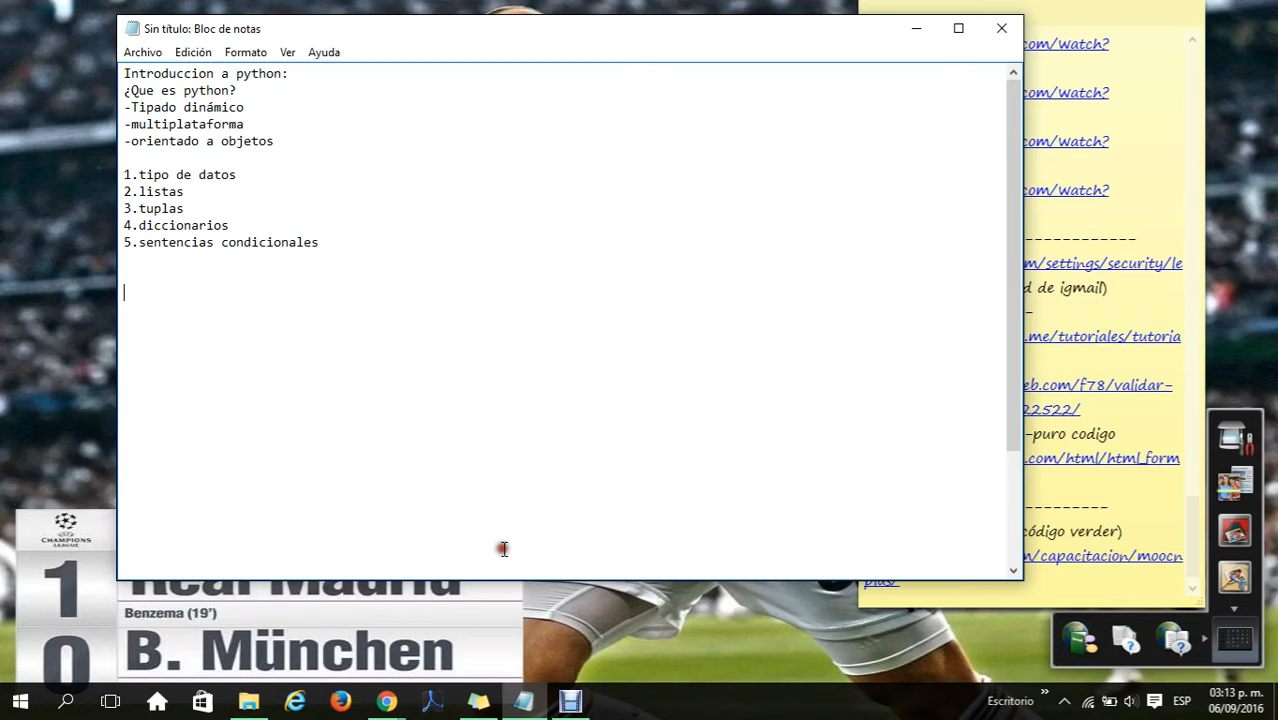 Sin título: Bloc de notas
Archivo Edición Formato Ver Ayuda
Introduccion a python:
¿Que es python?
-Tipado dinámico
-multiplataforma
-orientado a objetos
1.tipo de datos
2.listas
3.tuplas
4.diccionarios
5.sentencias condicionales
com/watch?
com/watch?
com/watch?
com/watch?
------------
m/settings/security/le
d de igmail)
-
.me/tutoriales/tutoria
eb.com/f78/validar-
22522/
-puro codigo
.com/html/html_form
---------
código verder)
n/capacitacion/moocn
CHAMPIONS
LEAGUE
1 Real Madrid
Benzema (19')
0 B. München
Escritorio
ESP
03:13 p. m.
06/09/2016